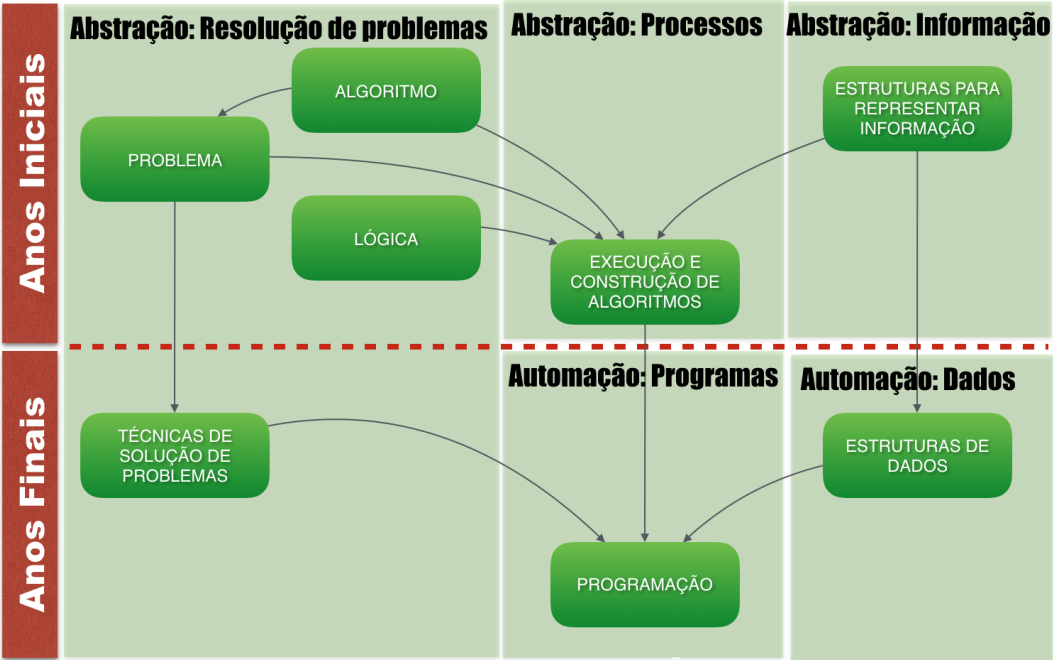 Anos Iniciais
Abstração: Resolução de problemas
Abstração: Processos
Abstração: Informação
ALGORITMO
ESTRUTURAS PARA
REPRESENTAR
INFORMAÇÃO
PROBLEMA
LÓGICA
EXECUÇÃO E
CONSTRUÇÃO DE
ALGORITMOS
Anos Finais
Automação: Programas
Automação: Dados
TÉCNICAS DE
SOLUÇÃO DE
PROBLEMAS
ESTRUTURAS DE
DADOS
PROGRAMAÇÃO